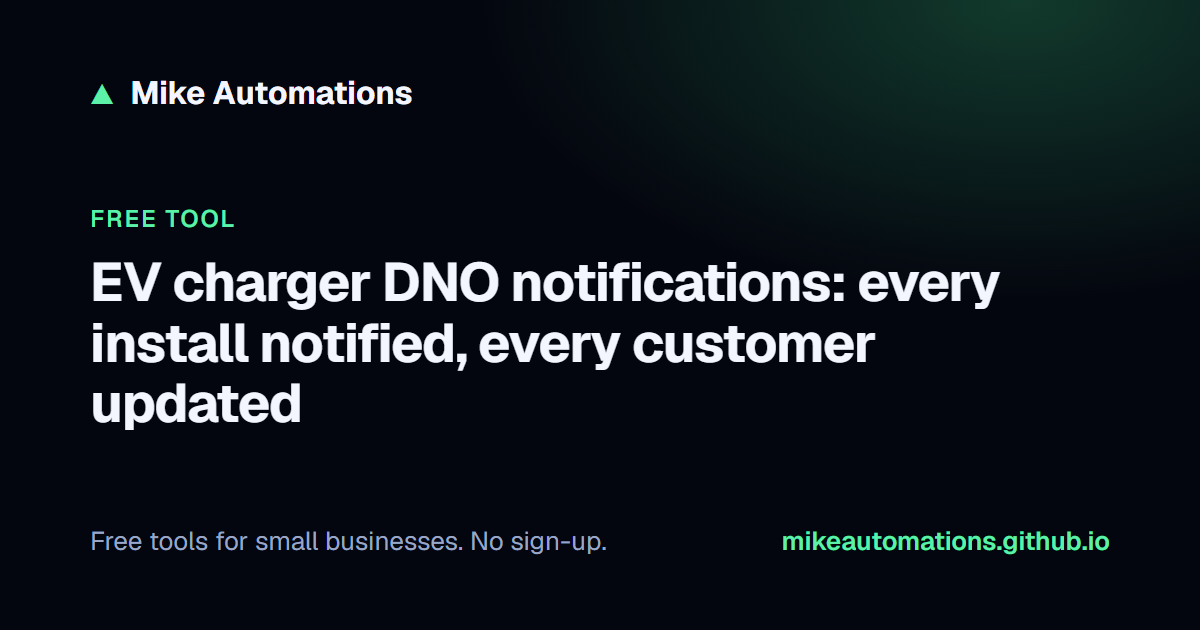 Mike Automations
FREE TOOL
EV charger DNO notifications: every
install notified, every customer
updated
Free tools for small businesses. No sign-up.
mikeautomations.github.io